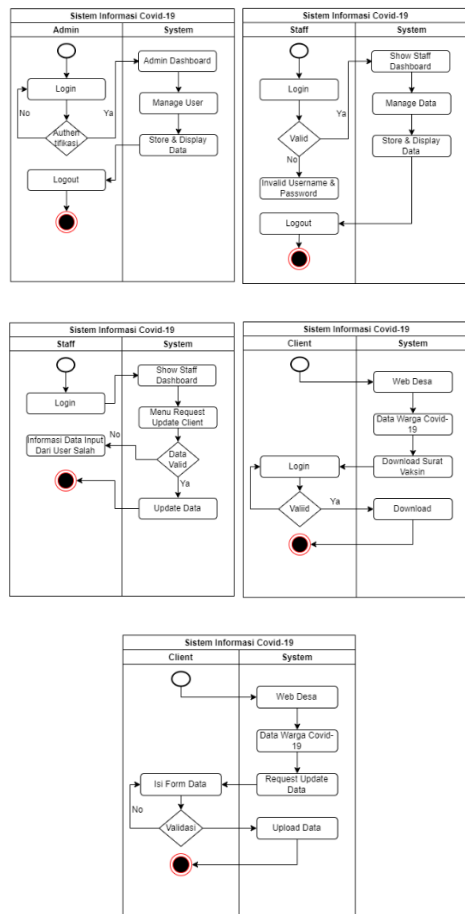 Sistem Informasi Covid-19
Admin
System
Admin Dashboard
Login
Manage User
No
Ya
Authen
tifikasi
Store & Display
Data
Logout
Sistem Informasi Covid-19
Staff
System
Show Staff
Dashboard
Login
Ya
Manage Data
Valid
Store & Display
Data
No
Invalid Username &
Password
Logout
Sistem Informasi Covid-19
Staff
System
Show Staff
Dashboard
Login
Menu Request
Update Client
No
Informasi Data Input
Dari User Salah
Data
Valid
Ya
Update Data
Sistem Informasi Covid-19
Client
System
Web Desa
Data Warga Covid-
19
Login
Download Surat
Vaksin
Valid
Ya
Download
Sistem Informasi Covid-19
Client
System
Web Desa
Data Warga Covid-
19
Isi Form Data
Request Update
Data
No
Validasi
Upload Data